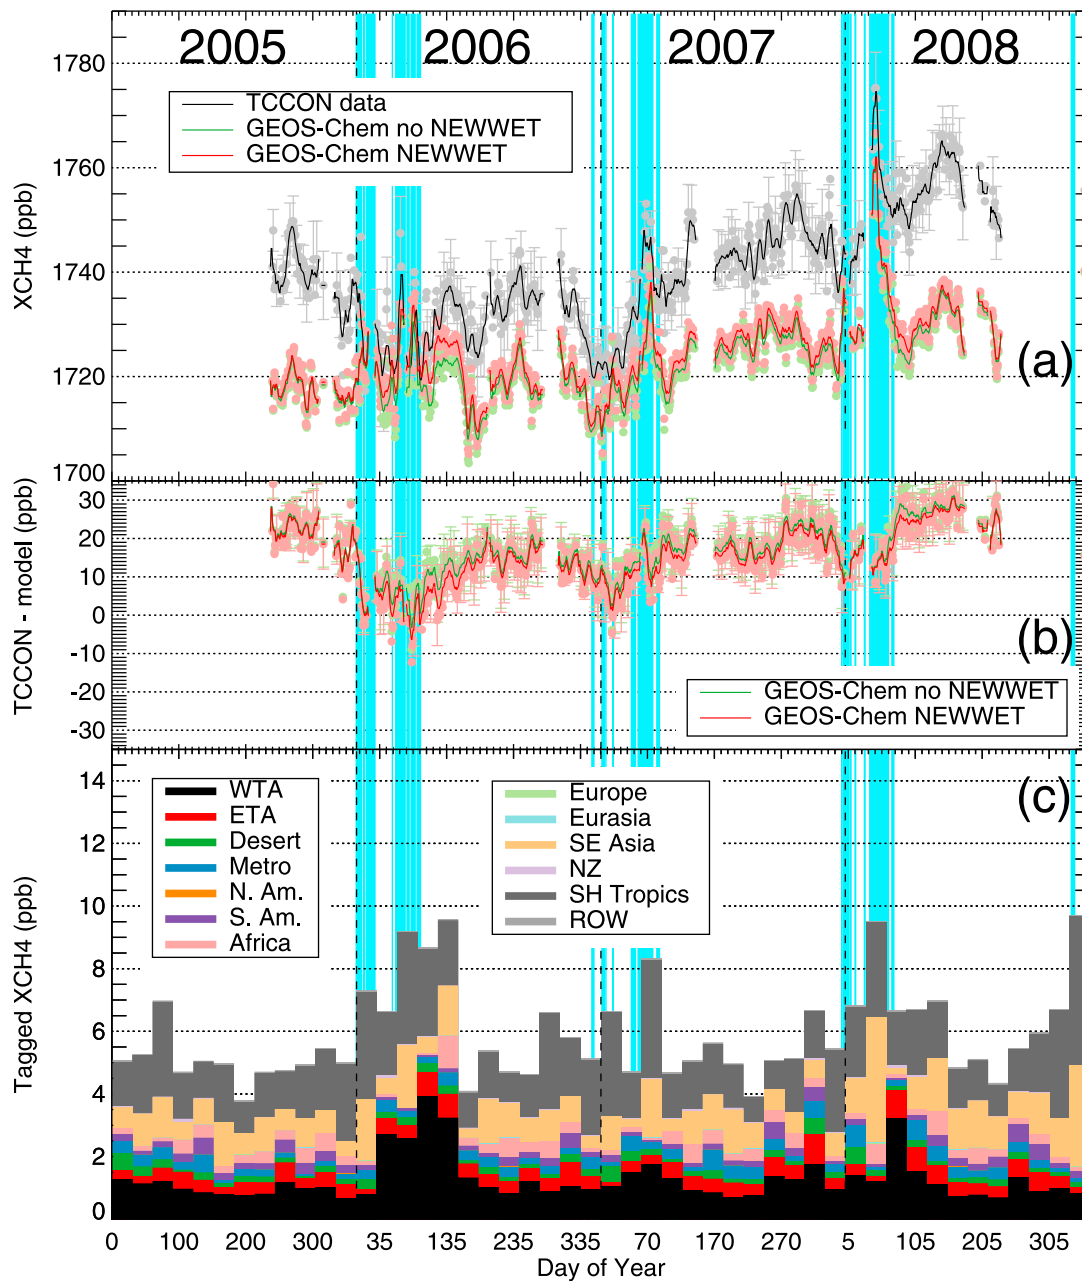 2005 2006 2007 2008
1780
1760
1740
1720
1700
XCH4 (ppb)
TCCON data
GEOS-Chem no NEWWET
GEOS-Chem NEWWET
(a)
30
20
10
0
-10
-20
-30
TCCON - model (ppb)
(b)
GEOS-Chem no NEWWET
GEOS-Chem NEWWET
14
12
10
8
6
4
2
0
Tagged XCH4 (ppb)
WTA
ETA
Desert
Metro
N. Am.
S. Am.
Africa
Europe
Eurasia
SE Asia
NZ
SH Tropics
ROW
(c)
0 100 200 300 35 135 235 335 70 170 270 5 105 205 305
Day of Year